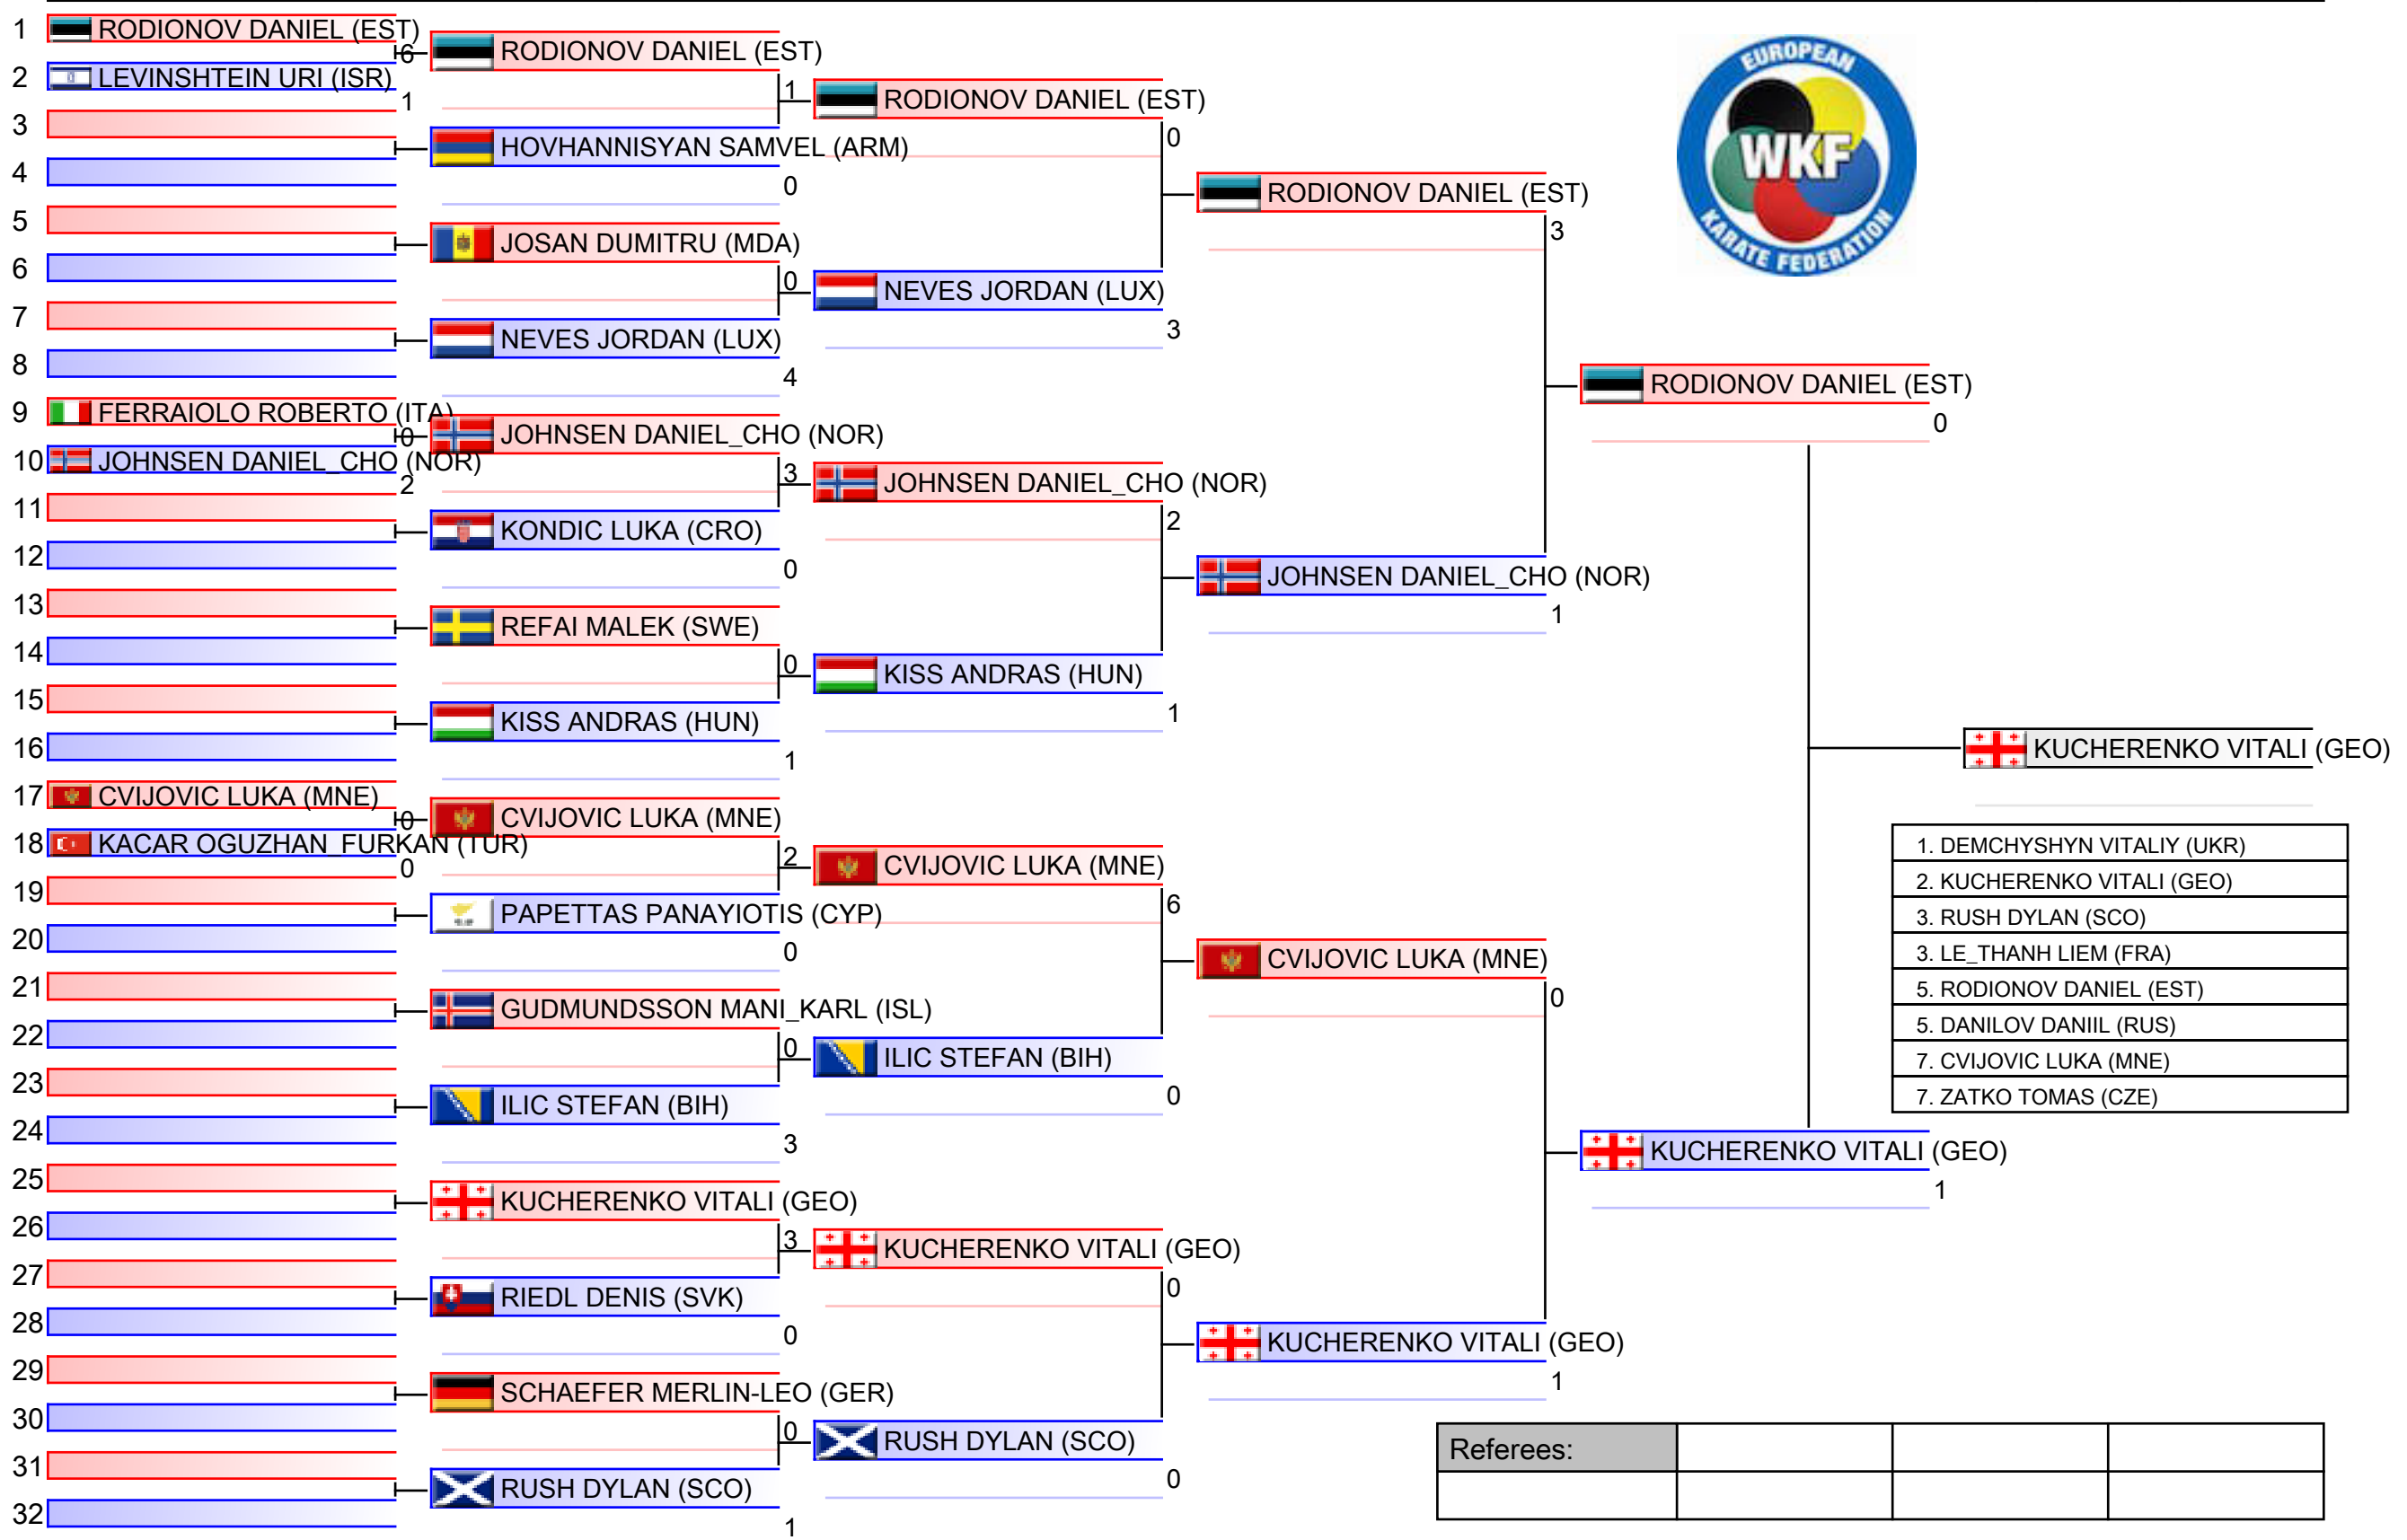 1 RODIONOV DANIEL (EST)
6
2 LEVINSHTEIN URI (ISR)
1
3
4
5
6
7
8
9 FERRAIOLO ROBERTO (ITA)
0
10 JOHNSEN DANIEL_CHO (NOR)
2
11
12
13
14
15
16
17 CVIJOVIC LUKA (MNE)
0
18 KACAR OGUZHAN_FURKAN (TUR)
0
19
20
21
22
23
24
25
26
27
28
29
30
31
32
RODIONOV DANIEL (EST)
1
HOVHANNISYAN SAMVEL (ARM)
0
JOSAN DUMITRU (MDA)
0
NEVES JORDAN (LUX)
4
JOHNSEN DANIEL_CHO (NOR)
3
KONDIC LUKA (CRO)
0
REFAI MALEK (SWE)
0
KISS ANDRAS (HUN)
1
CVIJOVIC LUKA (MNE)
2
PAPETTAS PANAYIOTIS (CYP)
0
GUDMUNDSSON MANI_KARL (ISL)
0
ILIC STEFAN (BIH)
3
KUCHERENKO VITALI (GEO)
3
RIEDL DENIS (SVK)
0
SCHAEFER MERLIN-LEO (GER)
0
RUSH DYLAN (SCO)
1
RODIONOV DANIEL (EST)
0
NEVES JORDAN (LUX)
3
JOHNSEN DANIEL_CHO (NOR)
2
KISS ANDRAS (HUN)
1
CVIJOVIC LUKA (MNE)
6
ILIC STEFAN (BIH)
0
KUCHERENKO VITALI (GEO)
0
RUSH DYLAN (SCO)
0
RODIONOV DANIEL (EST)
3
JOHNSEN DANIEL_CHO (NOR)
1
CVIJOVIC LUKA (MNE)
0
KUCHERENKO VITALI (GEO)
1
RODIONOV DANIEL (EST)
0
KUCHERENKO VITALI (GEO)
1
EUROPEAN
WKF
KARATE FEDERATION
KUCHERENKO VITALI (GEO)
1. DEMCHYSHYN VITALIY (UKR)
2. KUCHERENKO VITALI (GEO)
3. RUSH DYLAN (SCO)
3. LE_THANH LIEM (FRA)
5. RODIONOV DANIEL (EST)
5. DANILOV DANIIL (RUS)
7. CVIJOVIC LUKA (MNE)
7. ZATKO TOMAS (CZE)
Referees: